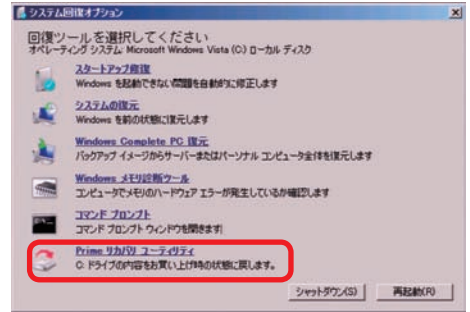 システム回復オプション
回復ツールを選択してください
オペレーティング システム: Microsoft Windows Vista (C) ローカル ディスク
スタートアップ修復
Windows を起動できない問題を自動的に修正します
システムの復元
Windows を前の状態に復元します
Windows Complete PC 復元
バックアップ イメージからサーバーまたはパーソナル コンピュータ全体を復元します
Windows メモリ診断ツール
コンピュータでメモリのハードウェア エラーが発生しているか確認します
コマンド プロンプト
コマンド プロンプト ウィンドウを開きます
Prime リカバリ ユーティリティ
C: ドライブの内容をお買い上げ時の状態に戻します。
シャットダウン(S) 再起動(R)